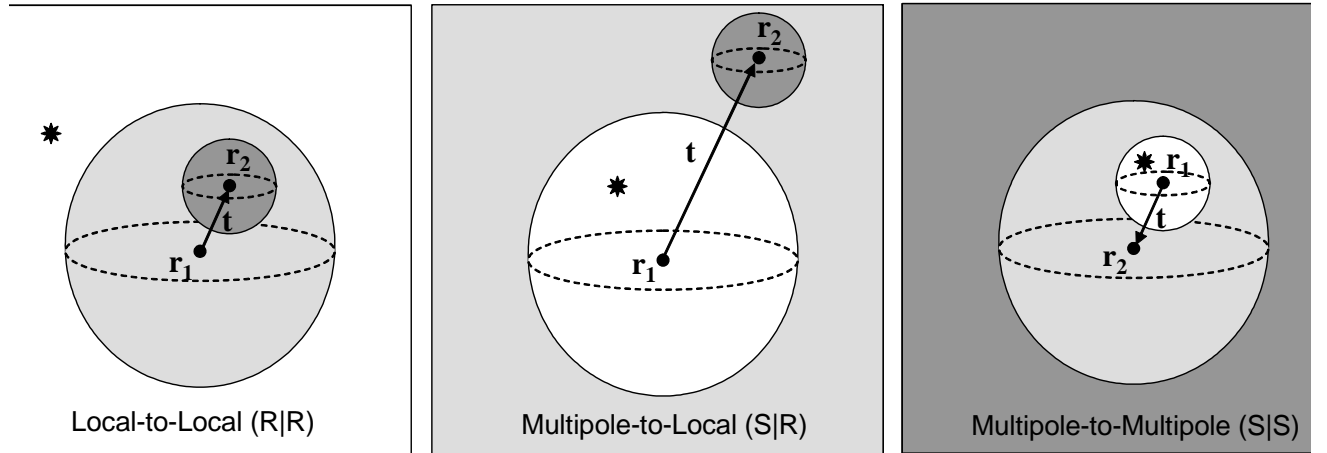 r2
t
r1
Local-to-Local (R|R)
r2
t
r1
Multipole-to-Local (S|R)
r1
t
r2
Multipole-to-Multipole (S|S)